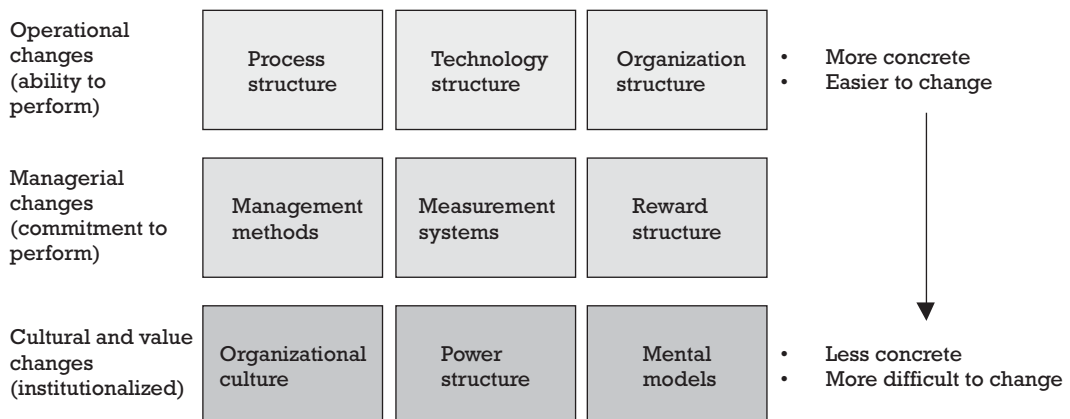 Operational
changes
(ability to
perform)
Process
structure
Technology
structure
Organization
structure
• More concrete
• Easier to change
Managerial
changes
(commitment to
perform)
Management
methods
Measurement
systems
Reward
structure
Cultural and value
changes
(institutionalized)
Organizational
culture
Power
structure
Mental
models
• Less concrete
• More difficult to change